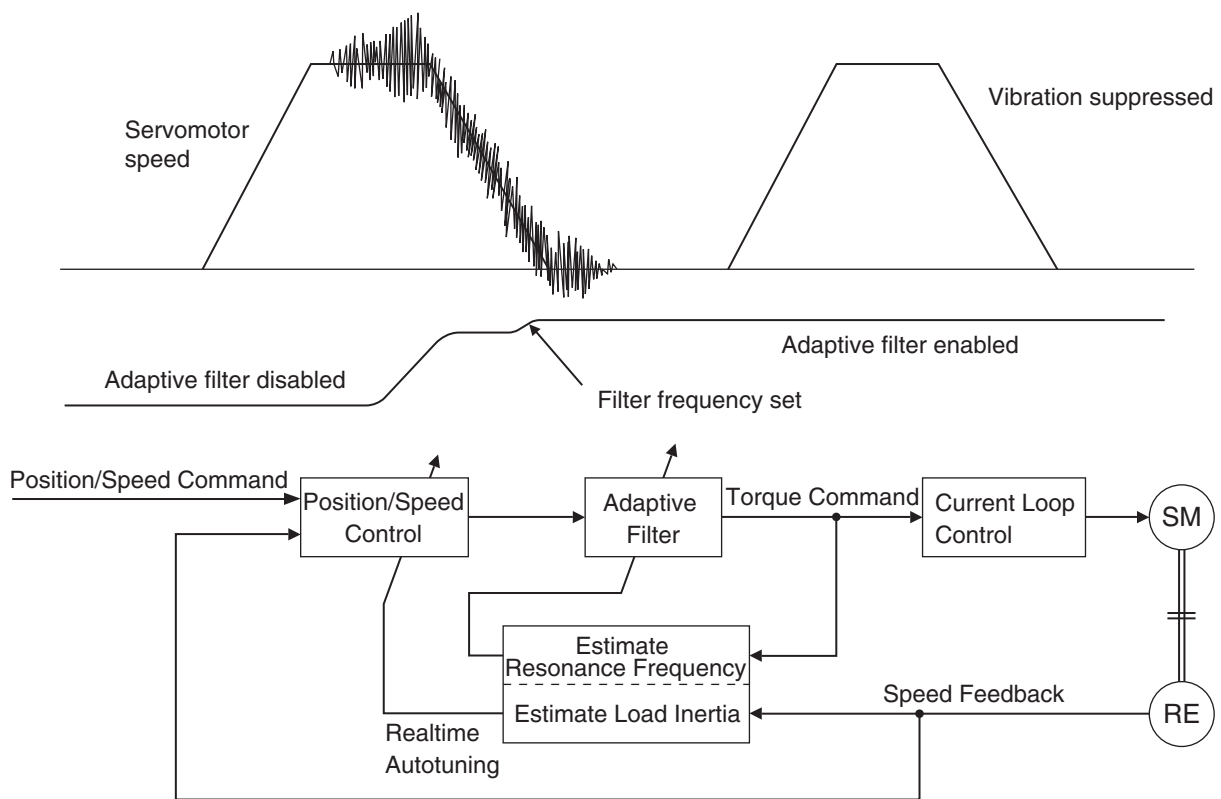 Servomotor
speed
Vibration suppressed
Adaptive filter disabled
Adaptive filter enabled
Filter frequency set
Position/Speed Command
Position/Speed
Control
Adaptive
Filter
Torque Command
Current Loop
Control
SM
Estimate
Resonance Frequency
Estimate Load Inertia
Speed Feedback
RE
Realtime
Autotuning